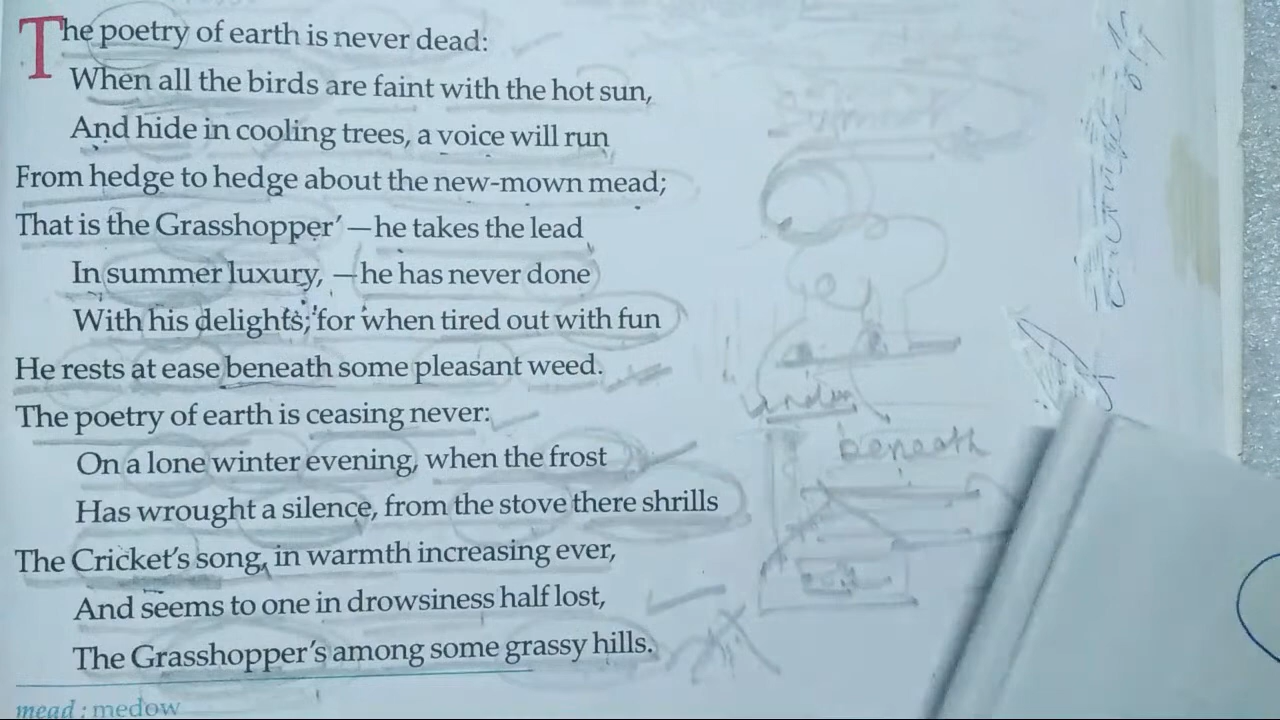 The poetry of earth is never dead:
When all the birds are faint with the hot sun,
And hide in cooling trees, a voice will run
From hedge to hedge about the new-mown mead;
That is the Grasshopper' —he takes the lead
In summer luxury, —he has never done
With his delights; for when tired out with fun
He rests at ease beneath some pleasant weed.
The poetry of earth is ceasing never:
On a lone winter evening, when the frost
Has wrought a silence, from the stove there shrills
The Cricket's song, in warmth increasing ever,
And seems to one in drowsiness half lost,
The Grasshopper's among some grassy hills.
mead : medow
under
beneath